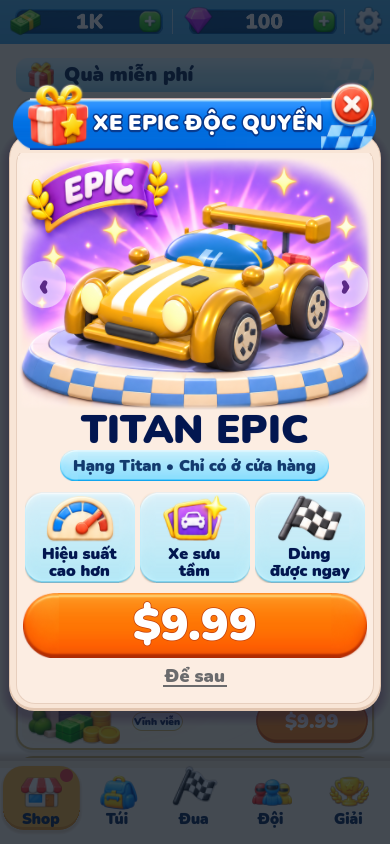 1K
100
Quà miễn phí
XE EPIC ĐỘC QUYỀN
EPIC
H
‹
›
TITAN EPIC
Hạng Titan • Chỉ có ở cửa hàng
Hiệu suất
cao hơn
Xe sưu
tầm
Dùng
được ngay
$9.99
Để sau
Vĩnh viễn
$9.99
Shop
Túi
Đua
Đội
Giải